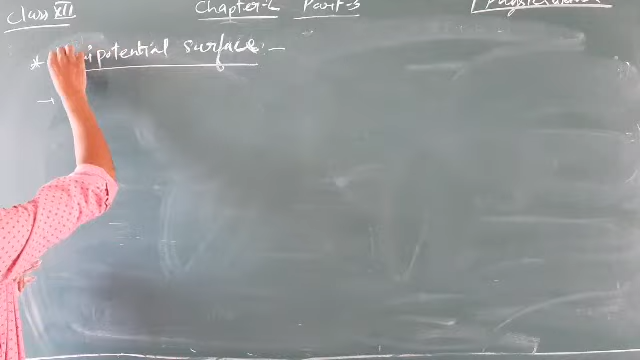 Class XII Chapter-2 Part-3
* ipotential surface:-
→